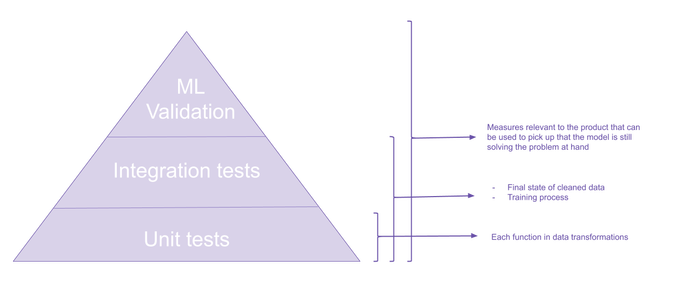 ML
Validation
Integration tests
Unit tests
Measures relevant to the product that can
be used to pick up that the model is still
solving the problem at hand
- Final state of cleaned data
- Training process
Each function in data transformations